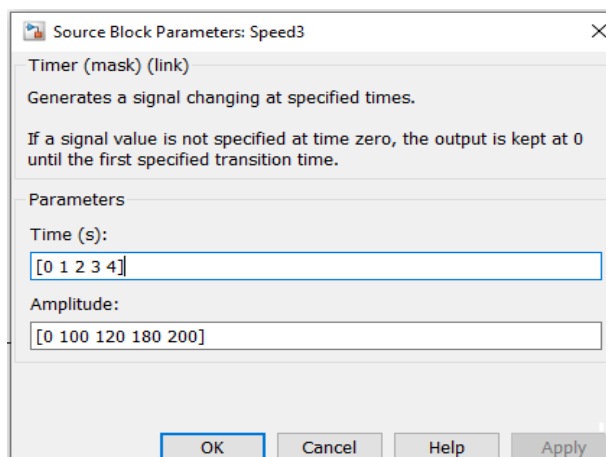 Source Block Parameters: Speed3
Timer (mask) (link)
Generates a signal changing at specified times.
If a signal value is not specified at time zero, the output is kept at 0
until the first specified transition time.
Parameters
Time (s):
[0 1 2 3 4]
Amplitude:
[0 100 120 180 200]
OK Cancel Help Apply